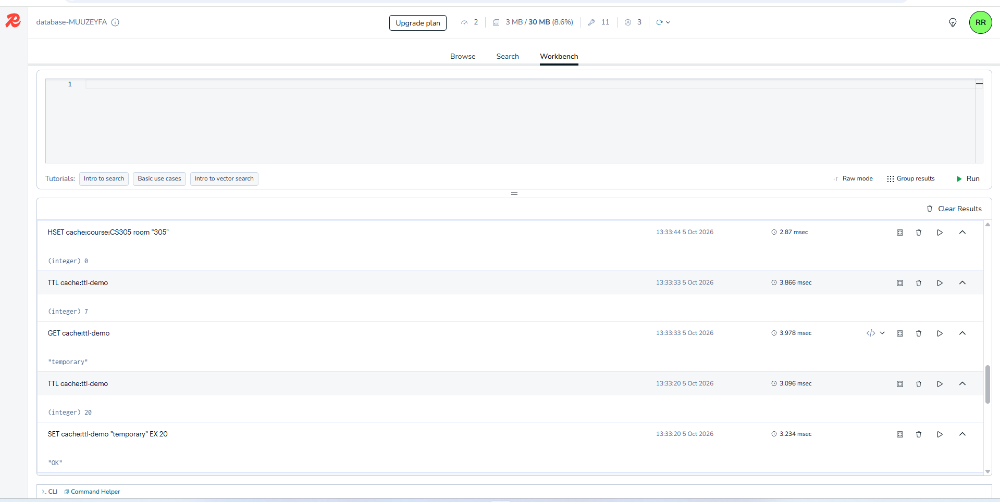 database-MUUZEYFA
Upgrade plan
2
3 MB / 30 MB (8.6%)
11
3
RR
Browse
Search
Workbench
1
Tutorials:
Intro to search
Basic use cases
Intro to vector search
-r Raw mode
Group results
Run
Clear Results
HSET cache:course:CS305 room "305" 13:33:44 5 Oct 2026 2.87 msec
(integer) 0
TTL cache:ttl-demo 13:33:33 5 Oct 2026 3.866 msec
(integer) 7
GET cache:ttl-demo 13:33:33 5 Oct 2026 3.978 msec </>
"temporary"
TTL cache:ttl-demo 13:33:20 5 Oct 2026 3.096 msec
(integer) 20
SET cache:ttl-demo "temporary" EX 20 13:33:20 5 Oct 2026 3.234 msec
"OK"
>_ CLI
Command Helper